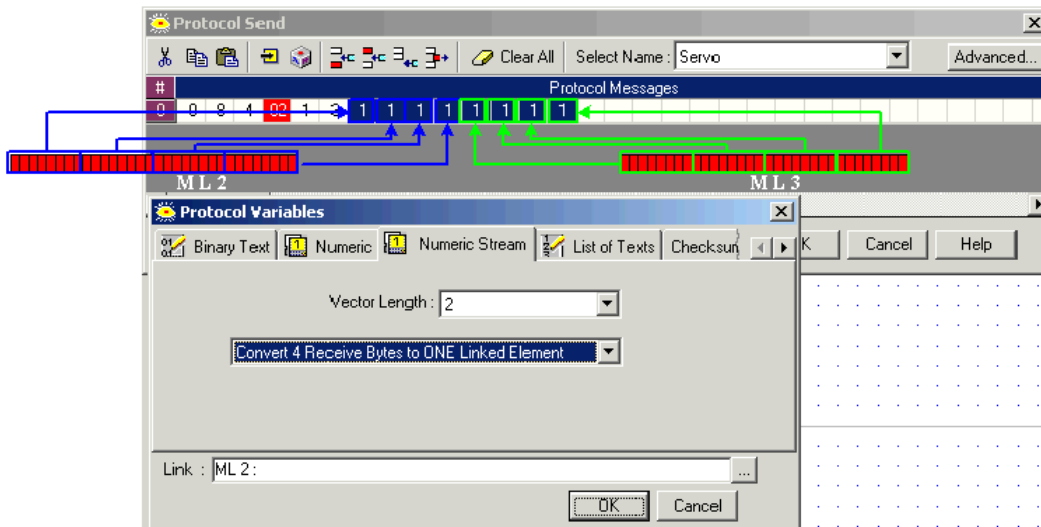 Protocol Send
Clear All Select Name : Servo Advanced...
# Protocol Messages
0 0 8 4 02 1 3 1 1 1 1 1 1 1 1
ML 2 ML 3
Protocol Variables
Binary Text Numeric Numeric Stream List of Texts Checksum
K Cancel Help
Vector Length : 2
Convert 4 Receive Bytes to ONE Linked Element
Link : ML 2 :
...
OK Cancel